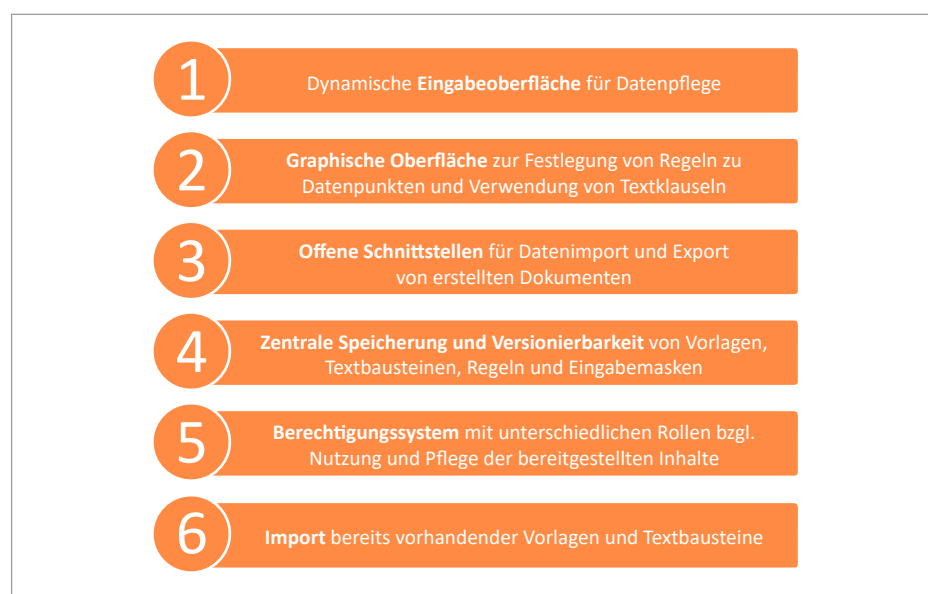 1
Dynamische Eingabeoberfläche für Datenpflege
2
Graphische Oberfläche zur Festlegung von Regeln zu
Datenpunkten und Verwendung von Textklauseln
3
Offene Schnittstellen für Datenimport und Export
von erstellten Dokumenten
4
Zentrale Speicherung und Versionierbarkeit von Vorlagen,
Textbausteinen, Regeln und Eingabemasken
5
Berechtigungssystem mit unterschiedlichen Rollen bzgl.
Nutzung und Pflege der bereitgestellten Inhalte
6
Import bereits vorhandender Vorlagen und Textbausteine